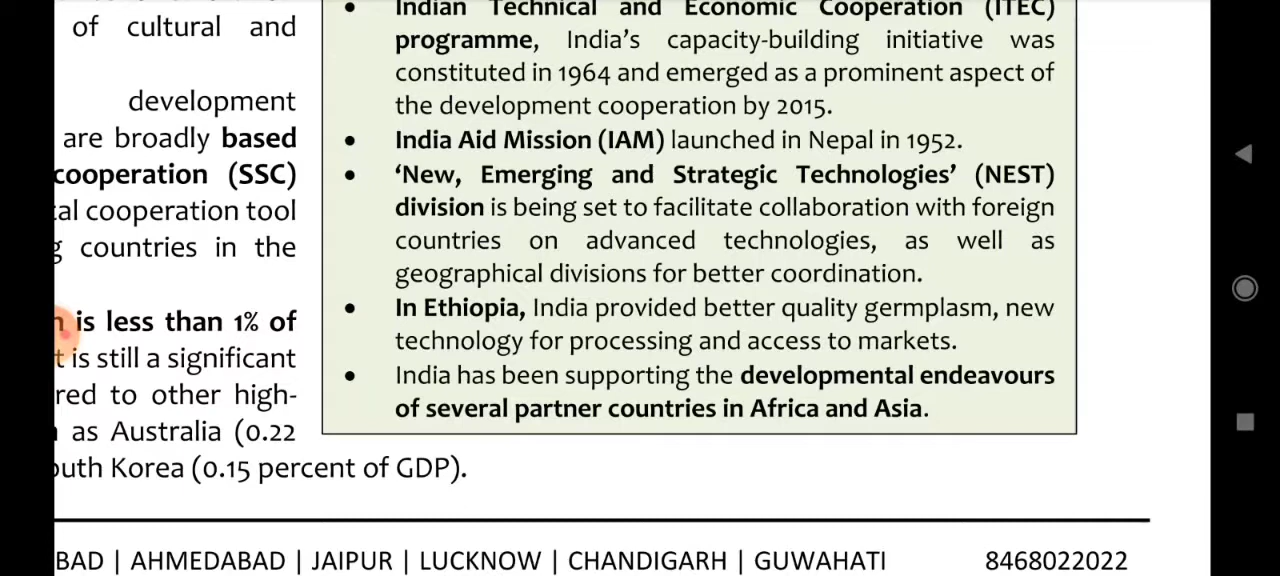 of cultural and
development
are broadly based
cooperation (SSC)
cooperation tool
countries in the
is less than 1% of
is still a significant
to other high-
as Australia (0.22
Korea (0.15 percent of GDP).
• Indian Technical and Economic Cooperation (ITEC)
programme, India's capacity-building initiative was
constituted in 1964 and emerged as a prominent aspect of
the development cooperation by 2015.
• India Aid Mission (IAM) launched in Nepal in 1952.
• 'New, Emerging and Strategic Technologies' (NEST)
division is being set to facilitate collaboration with foreign
countries on advanced technologies, as well as
geographical divisions for better coordination.
• In Ethiopia, India provided better quality germplasm, new
technology for processing and access to markets.
• India has been supporting the developmental endeavours
of several partner countries in Africa and Asia.
BAD | AHMEDABAD | JAIPUR | LUCKNOW | CHANDIGARH | GUWAHATI 8468022022